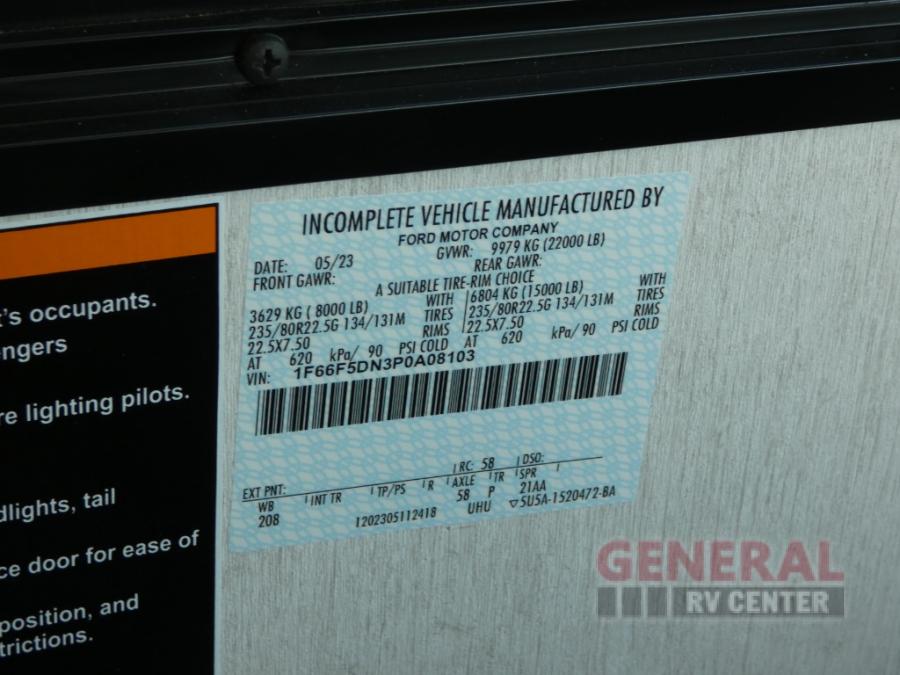 INCOMPLETE VEHICLE MANUFACTURED BY
FORD MOTOR COMPANY
DATE: 05/23 GVWR: 9979 KG (22000 LB)
FRONT GAWR: REAR GAWR:
A SUITABLE TIRE-RIM CHOICE
3629 KG ( 8000 LB) WITH 6804 KG (15000 LB) WITH
235/80R22.5G 134/131M TIRES 235/80R22.5G 134/131M TIRES
22.5X7.50 RIMS 22.5X7.50 RIMS
AT 620 kPa/ 90 PSI COLD AT 620 kPa/ 90 PSI COLD
VIN: 1F66F5DN3P0A08103
EXT PNT: RC: 58 DSO:
WB INT TR TP/PS R AXLE TR SPR
208 58 P 21AA
1202305112418 UHU ▽5U5A-1520472-BA
t's occupants.
engers
re lighting pilots.
dlights, tail
ce door for ease of
position, and
trictions.
GENERAL
RV CENTER